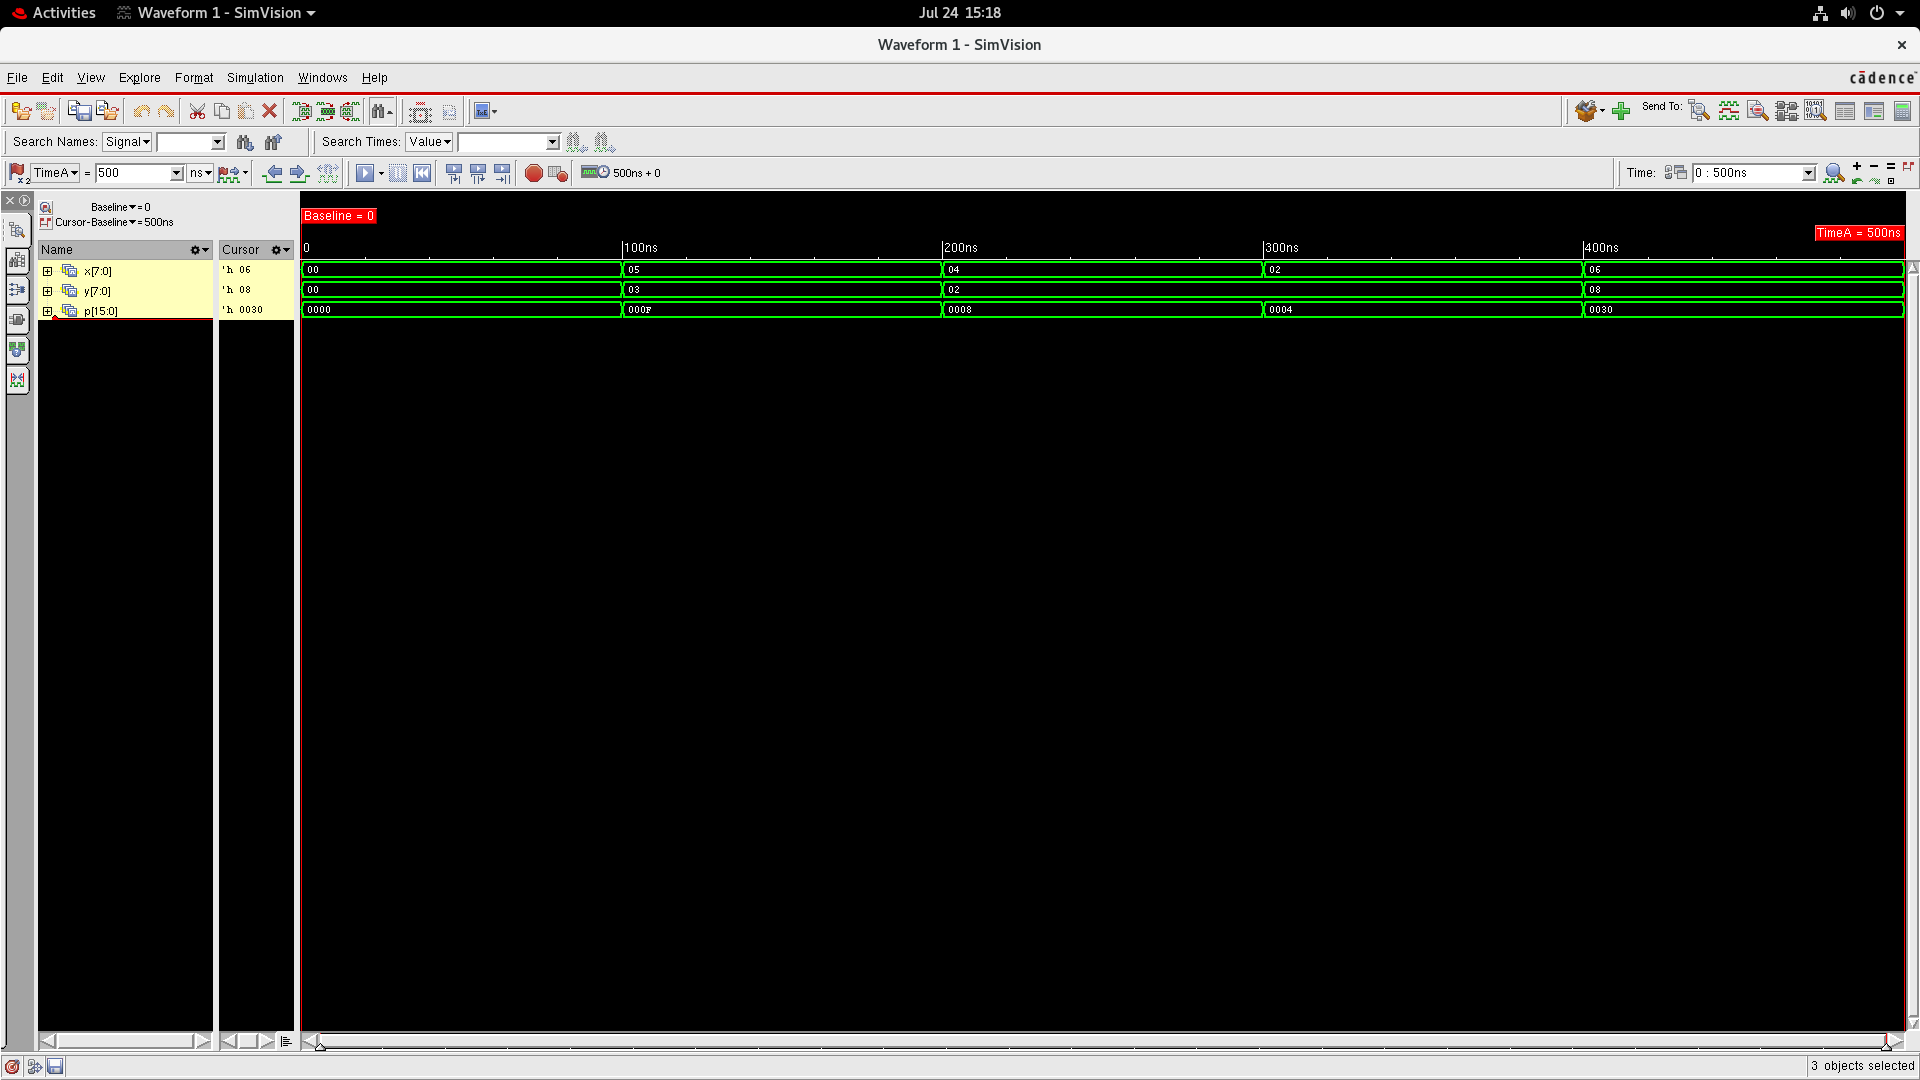 Activities Waveform 1 - SimVision Jul 24 15:18
Waveform 1 - SimVision
File Edit View Explore Format Simulation Windows Help cādence
Send To:
Search Names: Signal Search Times: Value
TimeA = 500 ns 500ns + 0 Time: 0 : 500ns
Baseline = 0
Cursor-Baseline = 500ns
Baseline = 0
TimeA = 500ns
Name Cursor 0 100ns 200ns 300ns 400ns
x[7:0] 'h 06 00 05 04 02 06
y[7:0] 'h 08 00 03 02 08
p[15:0] 'h 0030 0000 000F 0008 0004 0030
3 objects selected